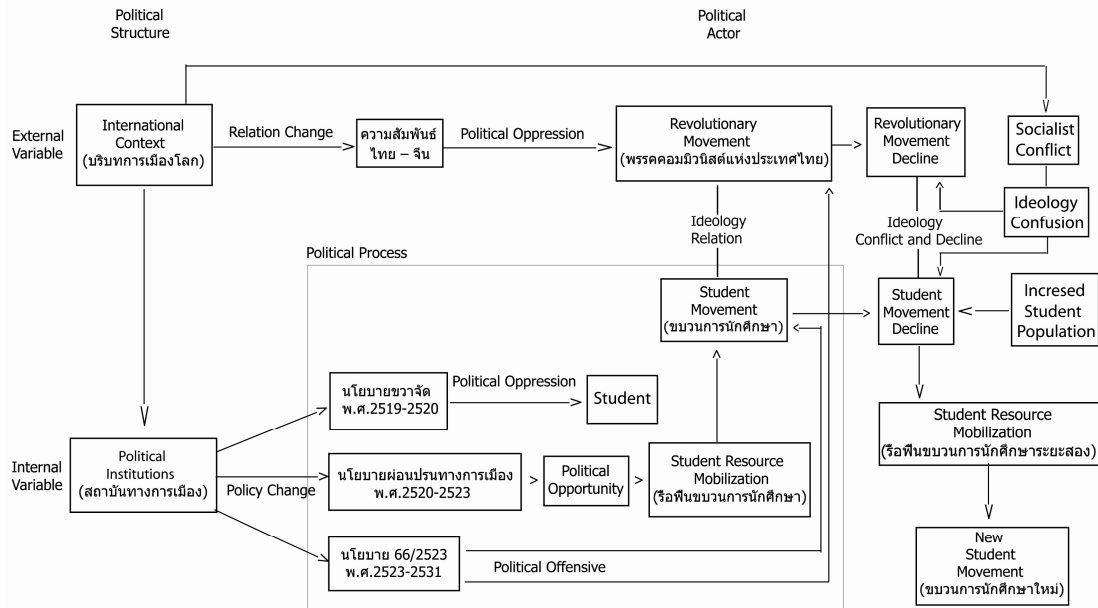 Political
Structure
Political
Actor
External
Variable
International
Context
(บริบทการเมืองโลก)
Relation Change
ความสัมพันธ์
ไทย – จีน
Political Oppression
Revolutionary
Movement
(พรรคคอมมิวนิสต์แห่งประเทศไทย)
Revolutionary
Movement
Decline
Socialist
Conflict
Ideology
Confusion
Ideology
Relation
Ideology
Conflict and Decline
Political Process
Student
Movement
(ขบวนการนักศึกษา)
Student
Movement
Decline
Incresed
Student
Population
นโยบายขวาจัด
พ.ศ.2519-2520
Political Oppression
Student
Student Resource
Mobilization
(รือฟืนขบวนการนักศึกษาระยะสอง)
Internal
Variable
Political
Institutions
(สถาบันทางการเมือง)
Policy Change
นโยบายผ่อนปรนทางการเมือง
พ.ศ.2520-2523
Political
Opportunity
Student Resource
Mobilization
(รือฟืนขบวนการนักศึกษา)
นโยบาย 66/2523
พ.ศ.2523-2531
Political Offensive
New
Student
Movement
(ขบวนการนักศึกษาใหม่)